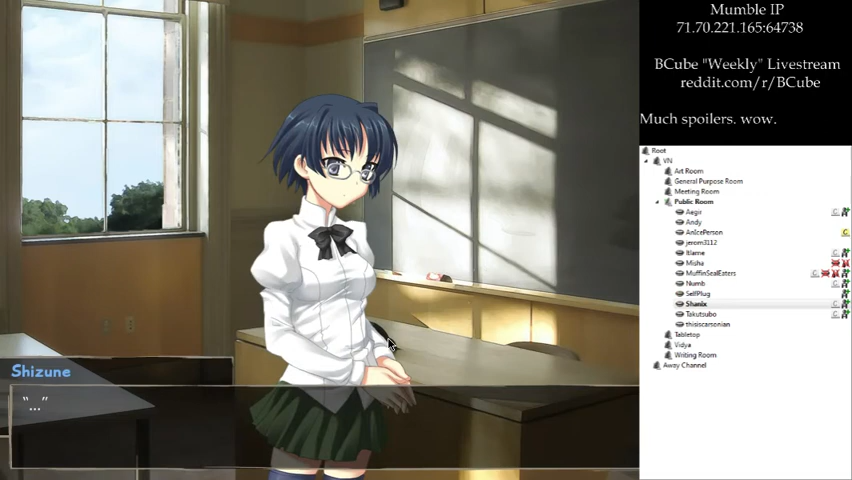 Mumble IP
71.70.221.165:64738
BCube "Weekly" Livestream
reddit.com/r/BCube
Much spoilers. wow.
Root
VN
Art Room
General Purpose Room
Meeting Room
Public Room
Aegir
Andy
AnIcePerson
jerom3112
Itlame
Misha
MuffinSealEaters
Numb
SelfPlug
Shanix
Takutsubo
thisiscarsonian
Tabletop
Vidya
Writing Room
Away Channel
Shizune
“...”